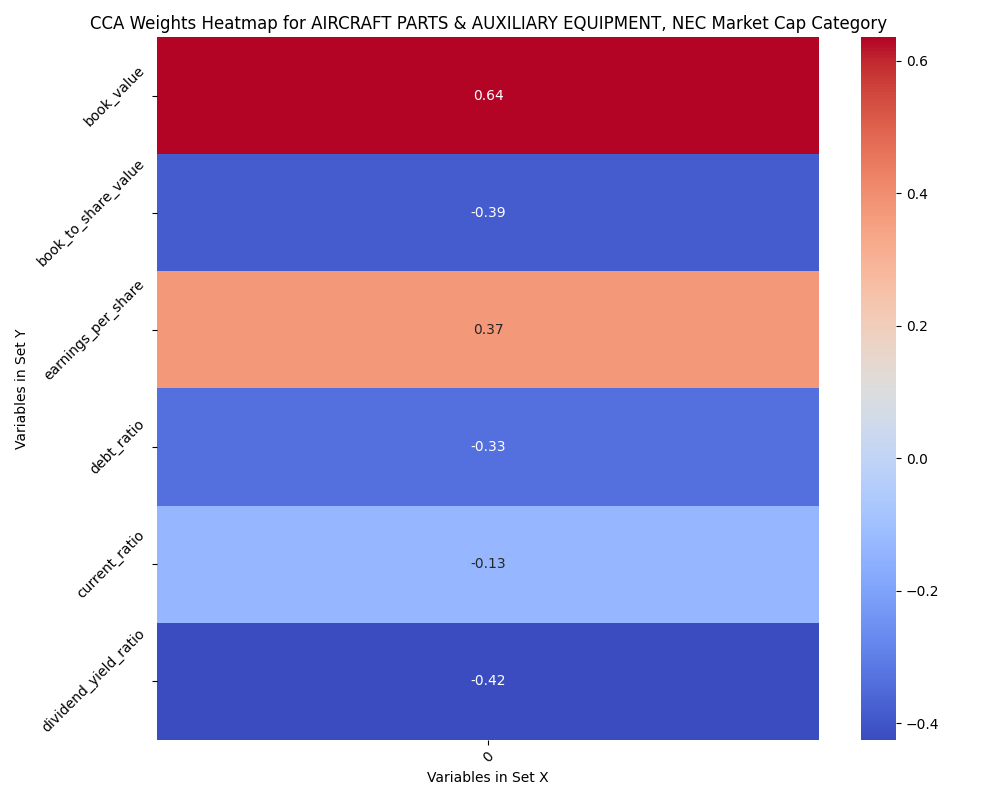 CCA Weights Heatmap for AIRCRAFT PARTS & AUXILIARY EQUIPMENT, NEC Market Cap Category
Variables in Set Y
book_value
0.64
book_to_share_value
-0.39
earnings_per_share
0.37
debt_ratio
-0.33
current_ratio
-0.13
dividend_yield_ratio
-0.42
0
Variables in Set X
0.6
0.4
0.2
0.0
−0.2
−0.4